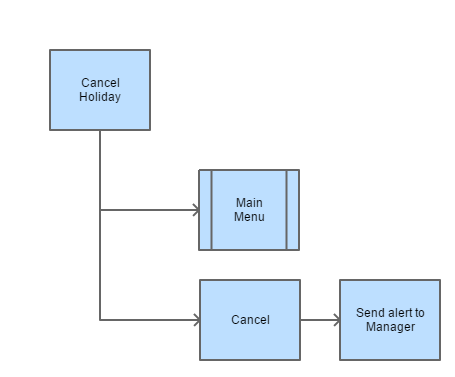 Cancel
Holiday
Main
Menu
Cancel
Send alert to
Manager